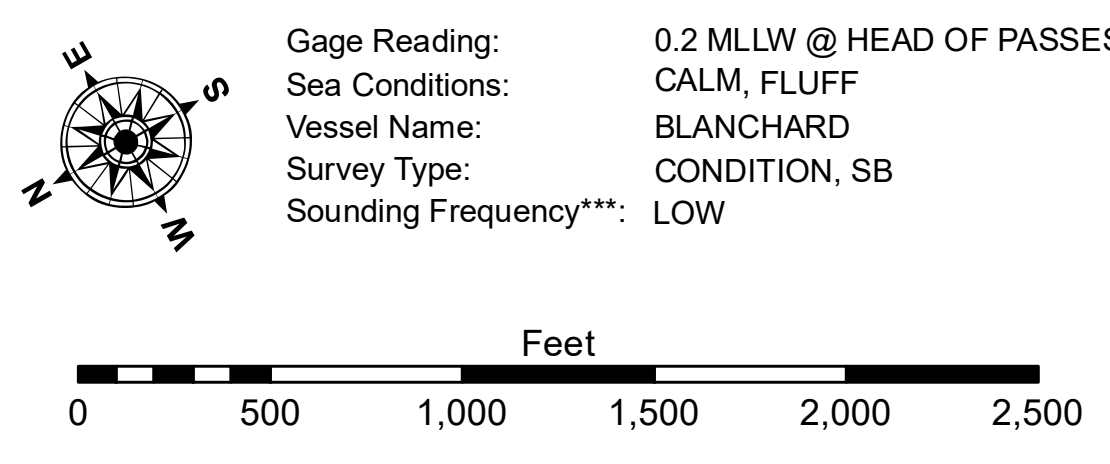 E
S
N
W
Gage Reading: 0.2 MLLW @ HEAD OF PASSES
Sea Conditions: CALM, FLUFF
Vessel Name: BLANCHARD
Survey Type: CONDITION, SB
Sounding Frequency***: LOW
Feet
0 500 1,000 1,500 2,000 2,500